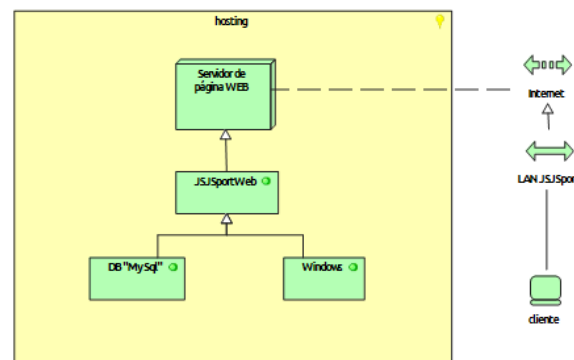 hosting
Servidor de
página WEB
Internet
JSJSportWeb
LAN JSJSpor
DB "MySql"
Windows
cliente